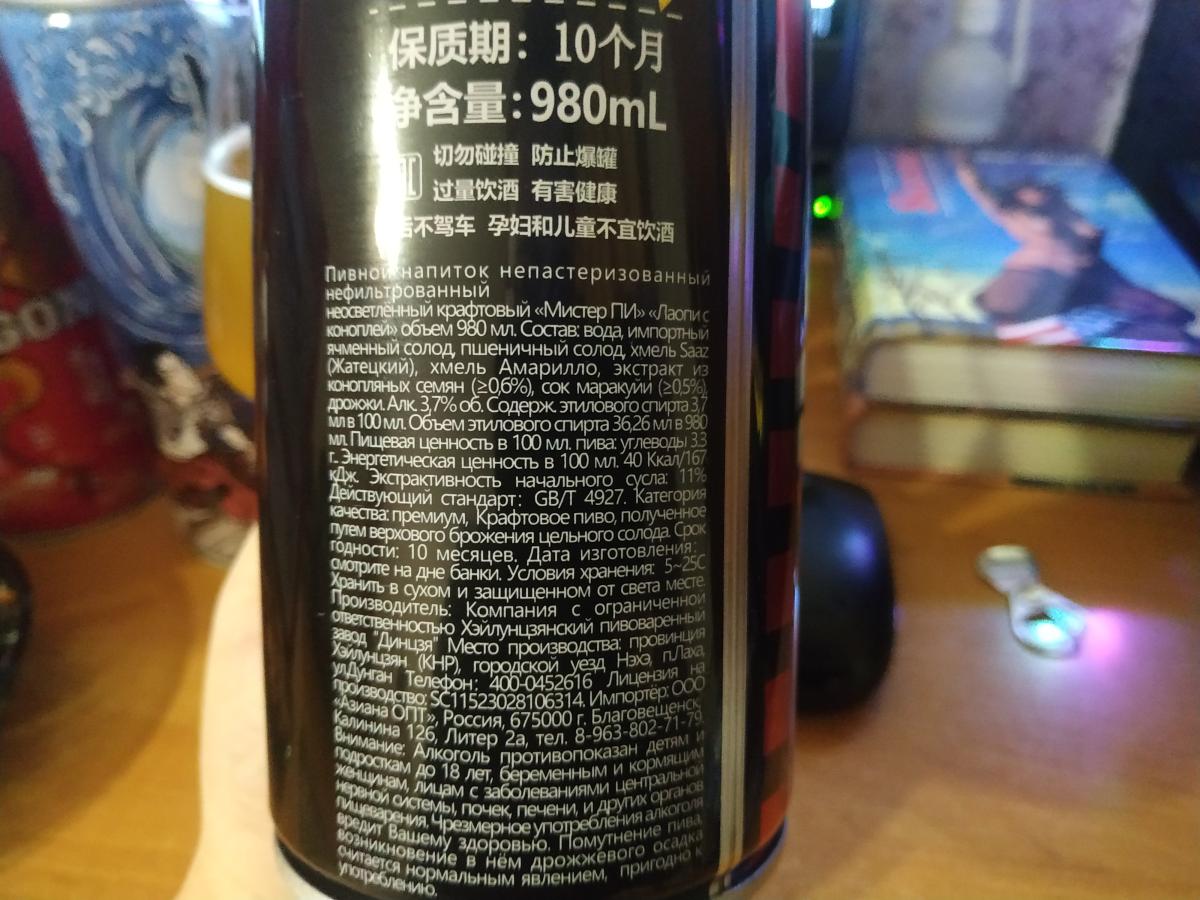 保质期：10个月
净含量：980mL
切勿碰撞 防止爆罐
过量饮酒 有害健康
后不驾车 孕妇和儿童不宜饮酒
Пивной напиток непастеризованный
нефильтрованный
неосветлённый крафтовый «Мистер ПИ» «Лаопи с
коноплей» объем 980 мл. Состав: вода, импортный
ячменный солод, пшеничный солод, хмель Saaz
(Жатецкий), хмель Амарилло, экстракт из
конопляных семян (≥0,6%), сок маракуйи (≥0,5%),
дрожжи. Алк. 3,7% об. Содерж. этилового спирта 3,7
мл в 100 мл. Объем этилового спирта 36,26 мл в 980
мл. Пищевая ценность в 100 мл. пива: углеводы 3.3
г.. Энергетическая ценность в 100 мл. 40 Ккал/167
кДж. Экстрактивность начального сусла: 11%
Действующий стандарт: GB/T 4927. Категория
качества: премиум, Крафтовое пиво, полученное
путем верхового брожения цельного солода. Срок
годности: 10 месяцев. Дата изготовления:
смотрите на дне банки. Условия хранения: 5~25С
Хранить в сухом и защищенном от света месте.
Производитель: Компания с ограниченной
ответственностью Хэйлунцзянский пивоваренный
завод "Динцзя" Место производства: провинция
Хэйлунцзян (КНР), городской уезд Нэхэ, п.Лаха,
ул.Дунган Телефон: 400-0452616 Лицензия на
производство: SC11523028106314. Импортёр: ООО
«Азиана ОПТ», Россия, 675000 г. Благовещенск,
Калинина 126, Литер 2а, тел. 8-963-802-71-79.
Внимание: Алкоголь противопоказан детям и
подросткам до 18 лет, беременным и кормящим
женщинам, лицам с заболеваниями центральной
нервной системы, почек, печени, и других органов
пищеварения. Чрезмерное употребления алкоголя
вредит Вашему здоровью. Помутнение пива,
возникновение в нём дрожжевого осадка
считается нормальным явлением, пригодно к
употреблению.